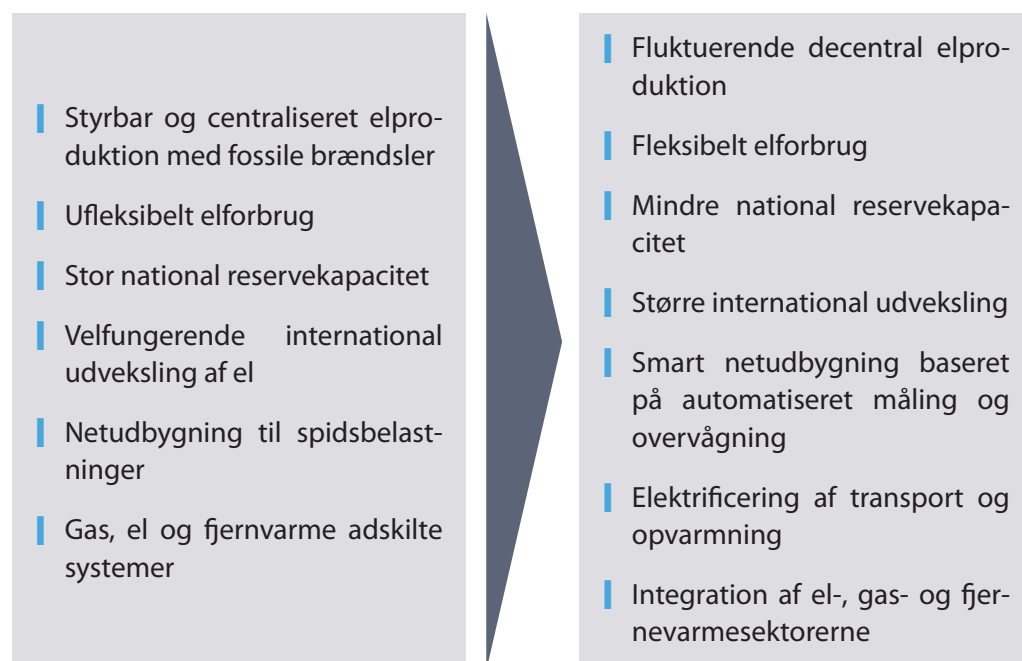 Styrbar og centraliseret elpro-
duktion med fossile brændsler
Ufleksibelt elforbrug
Stor national reservekapacitet
Velfungerende international
udveksling af el
Netudbygning til spidsbelast-
ninger
Gas, el og fjernvarme adskilte
systemer
Fluktuerende decentral elpro-
duktion
Fleksibelt elforbrug
Mindre national reservekapa-
citet
Større international udveksling
Smart netudbygning baseret
på automatiseret måling og
overvågning
Elektrificering af transport og
opvarmning
Integration af el-, gas- og fjer-
nevarmesektorerne